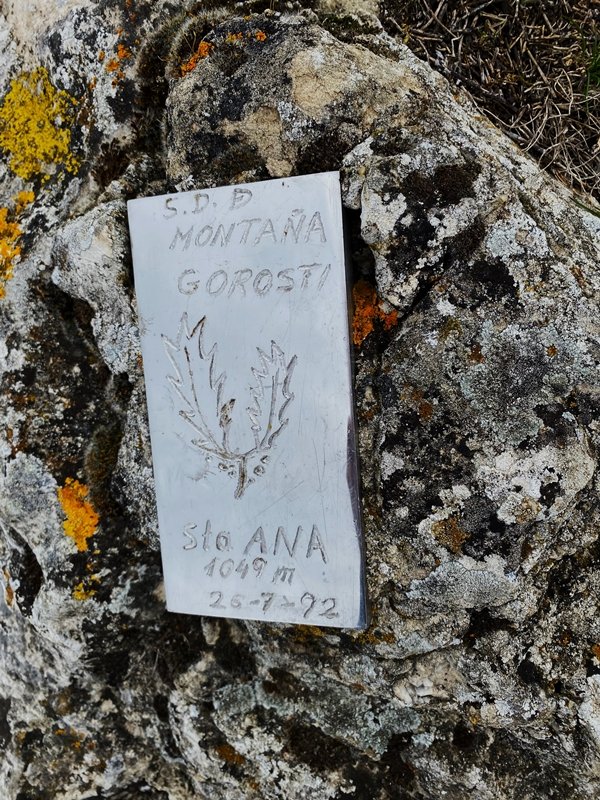 S.D. D
MONTAÑA
GOROSTI
Sta ANA
1049 m
26-7-92